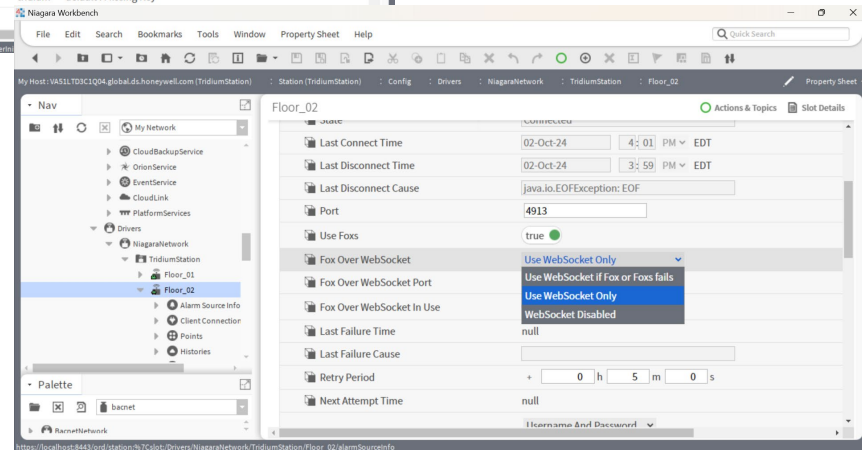 Niagara Workbench
File Edit Search Bookmarks Tools Window Property Sheet Help
Quick Search
My Host : VA51LTD3C1Q04.global.ds.honeywell.com (TridiumStation) : Station (TridiumStation) : Config : Drivers : NiagaraNetwork : TridiumStation : Floor_02 Property Sheet
Nav
My Network
CloudBackupService
OrionService
EventService
CloudLink
PlatformServices
Drivers
NiagaraNetwork
TridiumStation
Floor_01
Floor_02
Alarm Source Info
Client Connection
Points
Histories
Palette
bacnet
BacnetNetwork
Floor_02 Actions & Topics Slot Details
State Connected
Last Connect Time 02-Oct-24 4 : 01 PM EDT
Last Disconnect Time 02-Oct-24 3 : 59 PM EDT
Last Disconnect Cause java.io.EOFException: EOF
Port 4913
Use Foxs true
Fox Over WebSocket Use WebSocket Only
Fox Over WebSocket Port Use WebSocket if Fox or Foxs fails
Use WebSocket Only
Fox Over WebSocket In Use WebSocket Disabled
Last Failure Time null
Last Failure Cause
Retry Period + 0 h 5 m 0 s
Next Attempt Time null
Username And Password
https://localhost:8443/ord/station:%7Cslot:/Drivers/NiagaraNetwork/TridiumStation/Floor_02/alarmSourceInfo